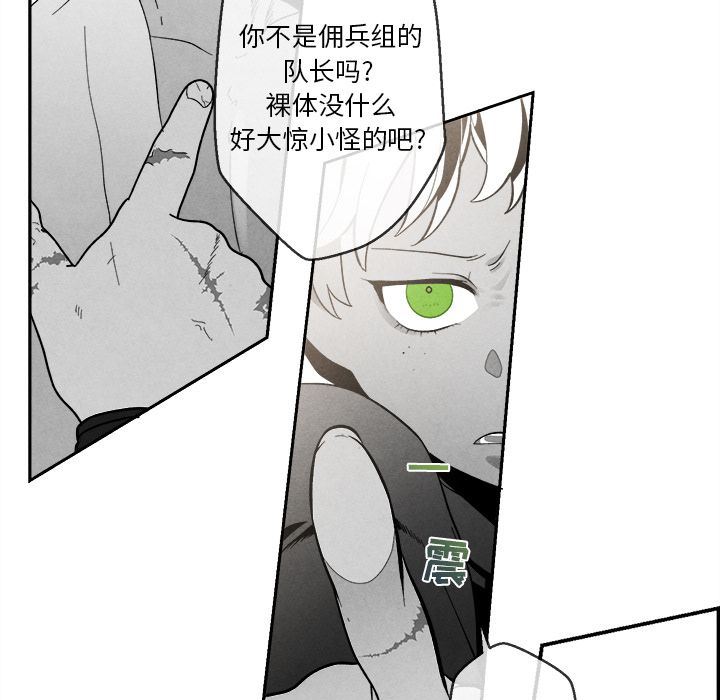 你不是佣兵组的
队长吗?
裸体没什么
好大惊小怪的吧?
一
震